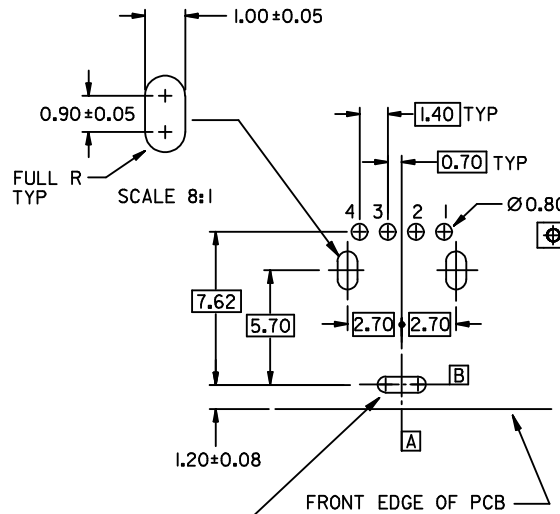 1.00±0.05
0.90±0.05
1.40 TYP
0.70 TYP
FULL R
TYP
SCALE 8:1
4 3 2 1
Ø0.80
7.62
5.70
2.70 2.70
B
A
1.20±0.08
FRONT EDGE OF PCB